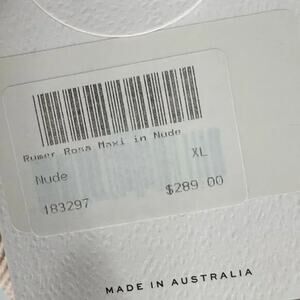 Rumer Rosa Maxi in Nude
Nude XL
183297 $289.00
MADE IN AUSTRALIA